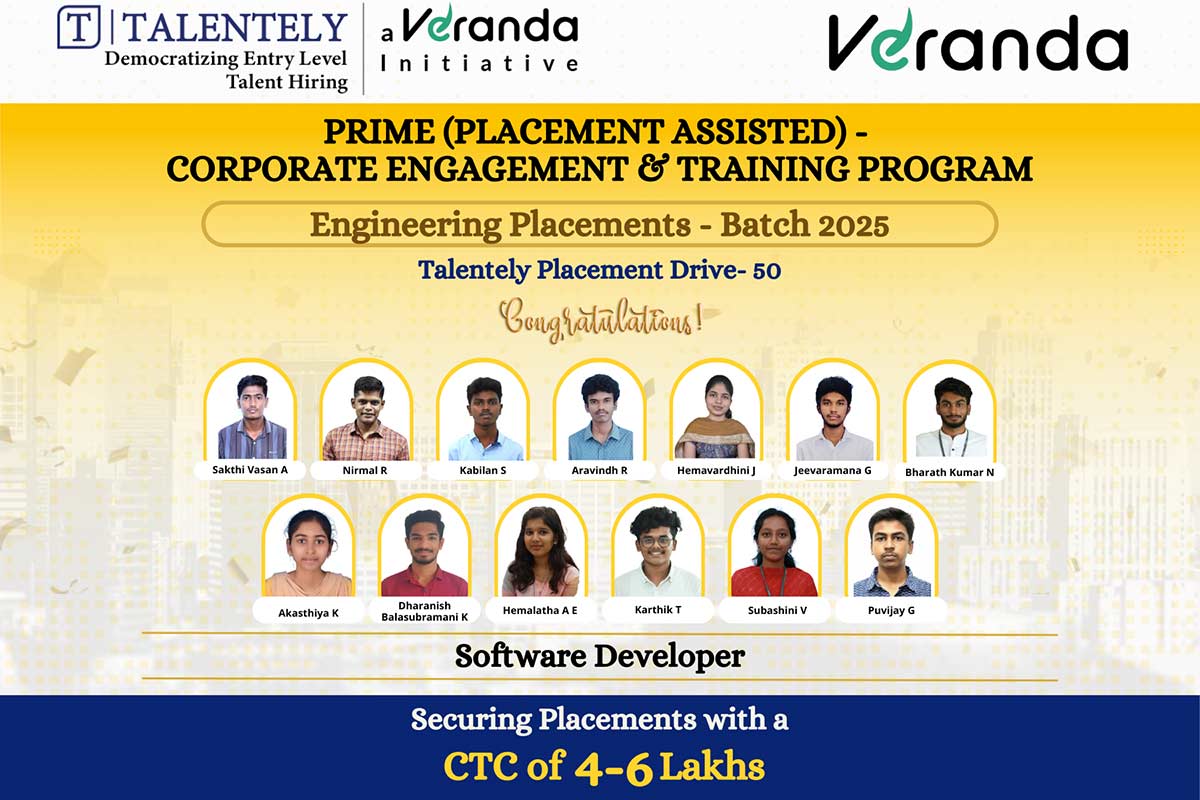 T | TALENTELY
Democratizing Entry Level
Talent Hiring
a Veranda
Initiative
Veranda
PRIME (PLACEMENT ASSISTED) -
CORPORATE ENGAGEMENT & TRAINING PROGRAM
Engineering Placements - Batch 2025
Talentely Placement Drive- 50
Congratulations!
Sakthi Vasan A
Nirmal R
Kabilan S
Aravindh R
Hemavardhini J
Jeevaramana G
Bharath Kumar N
Akasthiya K
Dharanish
Balasubramani K
Hemalatha A E
Karthik T
Subashini V
Puvijay G
Software Developer
Securing Placements with a
CTC of 4-6 Lakhs